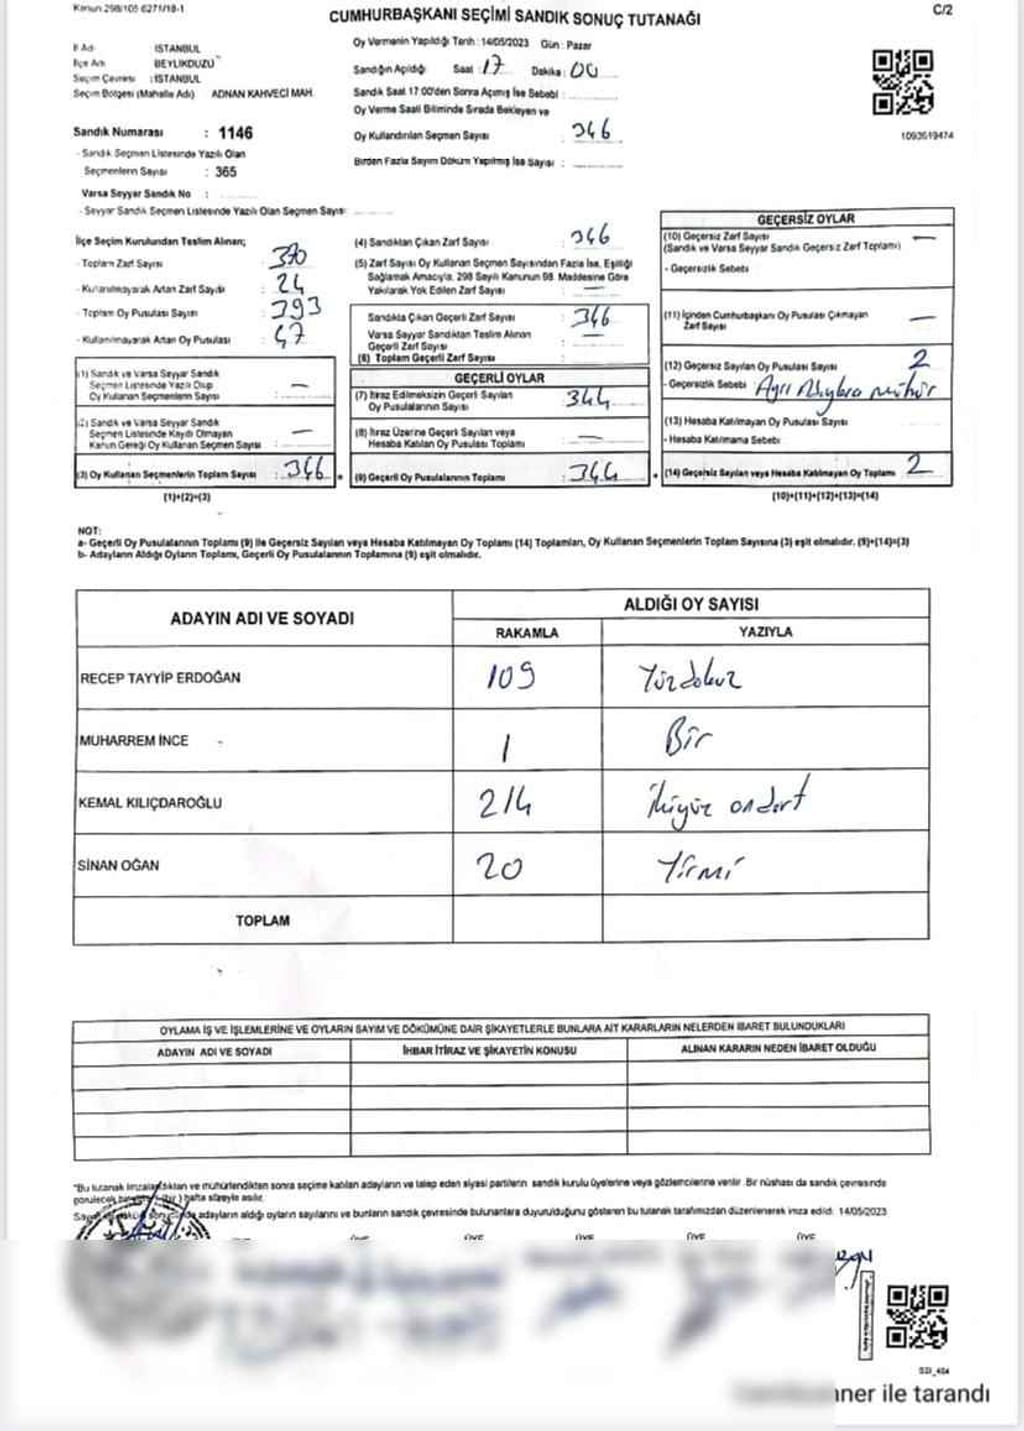 Kanun 298/105 6271/18-1
CUMHURBAŞKANI SEÇİMİ SANDIK SONUÇ TUTANAĞI
C/2
İl Adı : İSTANBUL
İlçe Adı : BEYLİKDÜZÜ
Seçim Çevresi : İSTANBUL
Seçim Bölgesi (Mahalle Adı) ADNAN KAHVECİ MAH.
Oy Vermenin Yapıldığı Tarih : 14/05/2023 Gün : Pazar
Sandığın Açıldığı Saat : 17 Dakika : 00
Sandık Saat 17:00'den Sonra Açılmış İse Sebebi :
Oy Verme Saati Bitiminde Sırada Bekleyen ve
Oy Kullandırılan Seçmen Sayısı : 346
Birden Fazla Sayım Döküm Yapılmış İse Sayısı :
1093519474
Sandık Numarası : 1146
- Sandık Seçmen Listesinde Yazılı Olan
Seçmenlerin Sayısı : 365
Varsa Seyyar Sandık No :
- Seyyar Sandık Seçmen Listesinde Yazılı Olan Seçmen Sayısı
İlçe Seçim Kurulundan Teslim Alınan;
- Toplam Zarf Sayısı : 370
- Kullanılmayarak Artan Zarf Sayısı : 24
- Toplam Oy Pusulası Sayısı : 393
- Kullanılmayarak Artan Oy Pusulası : 47
(1) Sandık ve Varsa Seyyar Sandık
Seçmen Listesinde Yazılı Olup
Oy Kullanan Seçmenlerin Sayısı : —
(2) Sandık ve Varsa Seyyar Sandık
Seçmen Listesinde Kaydı Olmayan
Kanun Gereği Oy Kullanan Seçmen Sayısı : —
(3) Oy Kullanan Seçmenlerin Toplam Sayısı : 346
(1)+(2)=(3)
(4) Sandıktan Çıkan Zarf Sayısı : 346
(5) Zarf Sayısı Oy Kullanan Seçmen Sayısından Fazla İse, Eşitliği
Sağlamak Amacıyla, 298 Sayılı Kanunun 98. Maddesine Göre
Yakılarak Yok Edilen Zarf Sayısı : —
Sandıkta Çıkan Geçerli Zarf Sayısı : 346
Varsa Seyyar Sandıktan Teslim Alınan
Geçerli Zarf Sayısı : —
(6) Toplam Geçerli Zarf Sayısı :
GEÇERLİ OYLAR
(7) İtiraz Edilmeksizin Geçerli Sayılan
Oy Pusulalarının Sayısı : 344
(8) İtiraz Üzerine Geçerli Sayılan veya
Hesaba Katılan Oy Pusulası Toplamı : —
(9) Geçerli Oy Pusulalarının Toplamı : 344
GEÇERSİZ OYLAR
(10) Geçersiz Zarf Sayısı : —
(Sandık ve Varsa Seyyar Sandık Geçersiz Zarf Toplamı)
- Geçersizlik Sebebi :
(11) İçinden Cumhurbaşkanı Oy Pusulası Çıkmayan
Zarf Sayısı : —
(12) Geçersiz Sayılan Oy Pusulası Sayısı : 2
- Geçersizlik Sebebi : Ayrı Adaylara mühür
(13) Hesaba Katılmayan Oy Pusulası Sayısı
- Hesaba Katılmama Sebebi
(14) Geçersiz Sayılan veya Hesaba Katılmayan Oy Toplamı : 2
(10)+(11)+(12)+(13)=(14)
NOT:
a- Geçerli Oy Pusulalarının Toplamı (9) ile Geçersiz Sayılan veya Hesaba Katılmayan Oy Toplamı (14) Toplamları, Oy Kullanan Seçmenlerin Toplam Sayısına (3) eşit olmalıdır. (9)+(14)=(3)
b- Adayların Aldığı Oyların Toplamı, Geçerli Oy Pusulalarının Toplamına (9) eşit olmalıdır.
ADAYIN ADI VE SOYADI
ALDIĞI OY SAYISI
RAKAMLA YAZIYLA
RECEP TAYYİP ERDOĞAN 109 Yüzdokuz
MUHARREM İNCE 1 Bir
KEMAL KILIÇDAROĞLU 214 İkiyüz ondört
SİNAN OĞAN 20 Yirmi
TOPLAM
OYLAMA İŞ VE İŞLEMLERİNE VE OYLARIN SAYIM VE DÖKÜMÜNE DAİR ŞİKAYETLERLE BUNLARA AİT KARARLARIN NELERDEN İBARET BULUNDUKLARI
ADAYIN ADI VE SOYADI İHBAR İTİRAZ VE ŞİKAYETİN KONUSU ALINAN KARARIN NEDEN İBARET OLDUĞU
"Bu tutanak imzalandıktan ve mühürlendikten sonra seçime katılan adayların ve talep eden siyasi partilerin sandık kurulu üyelerine veya gözlemcilerine verilir. Bir nüshası da sandık çevresinde
hafta süreyle asılır.
adayların aldığı oyların sayılarını ve bunların sandık çevresinde bulunanlara duyurulduğunu gösteren bu tutanak tarafımızdan düzenlenerek imza edildi. 14/05/2023
ÜYE ÜYE ÜYE ÜYE ÜYE
ile tarandı